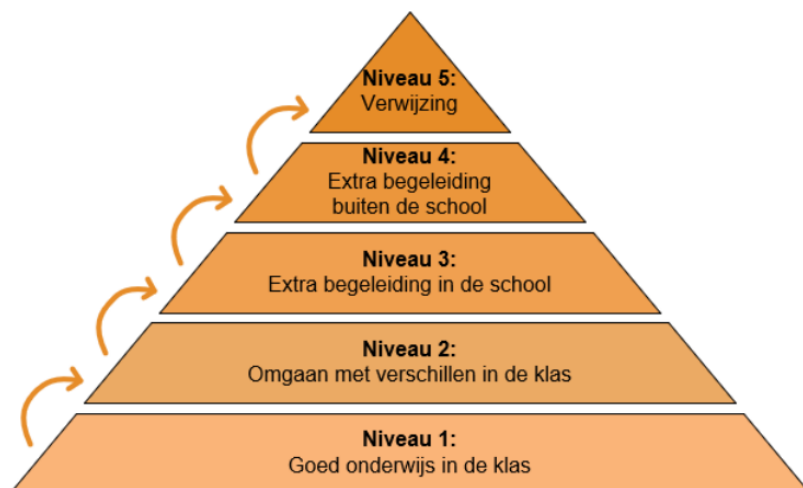 Niveau 5:
Verwijzing
Niveau 4:
Extra begeleiding
buiten de school
Niveau 3:
Extra begeleiding in de school
Niveau 2:
Omgaan met verschillen in de klas
Niveau 1:
Goed onderwijs in de klas